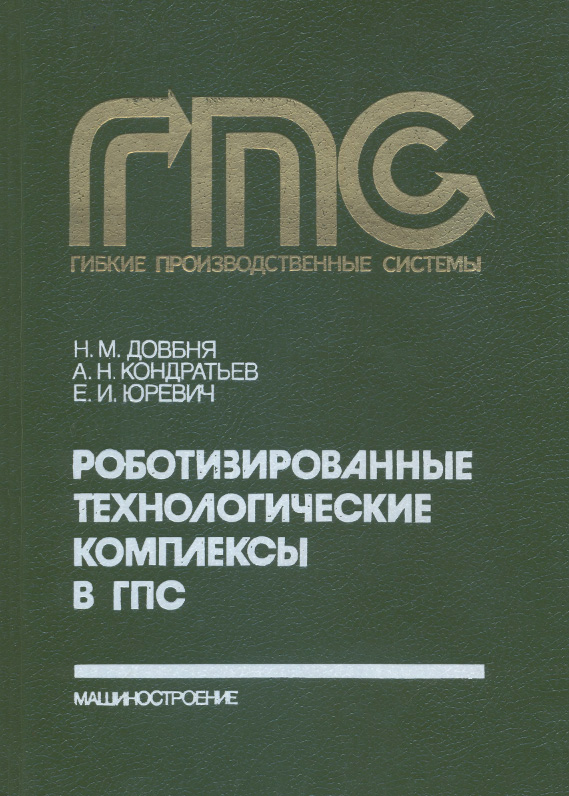 ГПС
ГИБКИЕ ПРОИЗВОДСТВЕННЫЕ СИСТЕМЫ
Н. М. ДОВБНЯ
А. Н. КОНДРАТЬЕВ
Е. И. ЮРЕВИЧ
РОБОТИЗИРОВАННЫЕ
ТЕХНОЛОГИЧЕСКИЕ
КОМПЛЕКСЫ
В ГПС
МАШИНОСТРОЕНИЕ